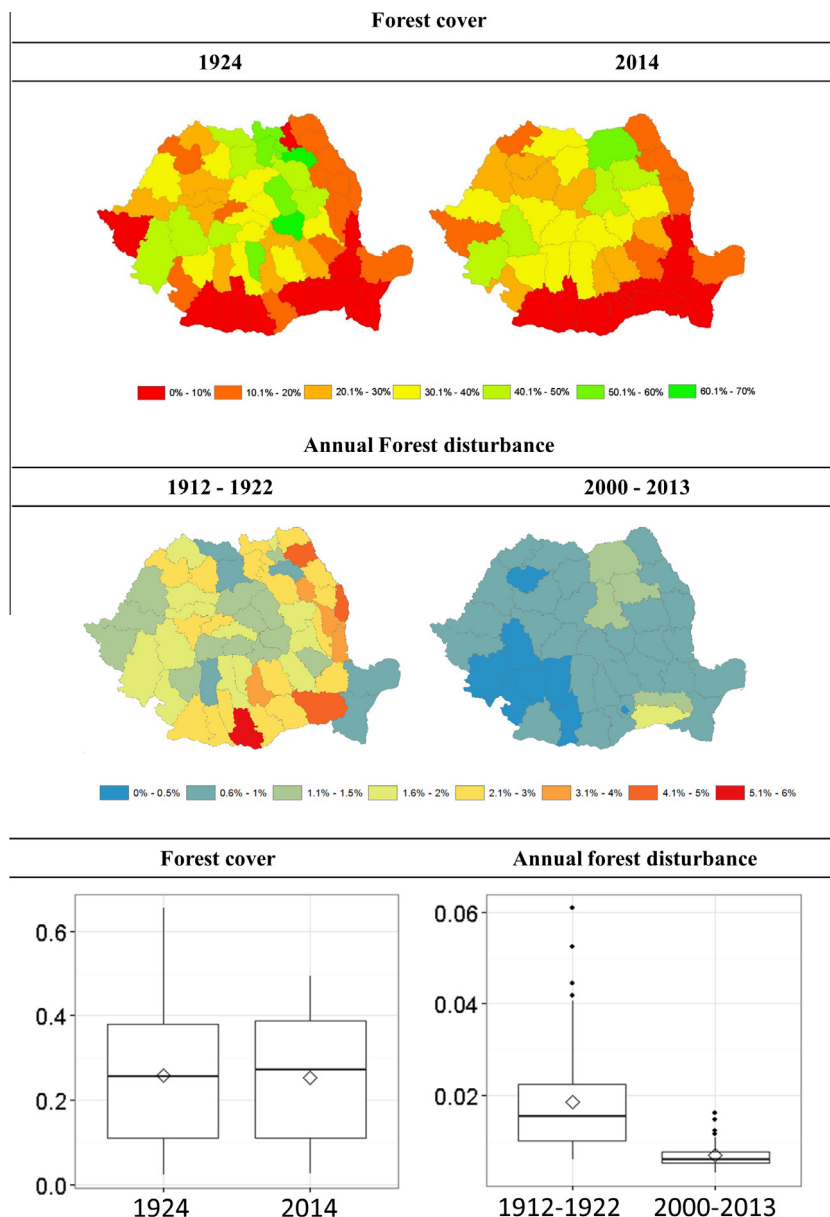 Forest cover
1924 2014
0% - 10% 10.1% - 20% 20.1% - 30% 30.1% - 40% 40.1% - 50% 50.1% - 60% 60.1% - 70%
Annual Forest disturbance
1912 - 1922 2000 - 2013
0% - 0.5% 0.6% - 1% 1.1% - 1.5% 1.6% - 2% 2.1% - 3% 3.1% - 4% 4.1% - 5% 5.1% - 6%
Forest cover Annual forest disturbance
0.6
0.4
0.2
0.0
1924 2014
0.06
0.04
0.02
1912-1922 2000-2013